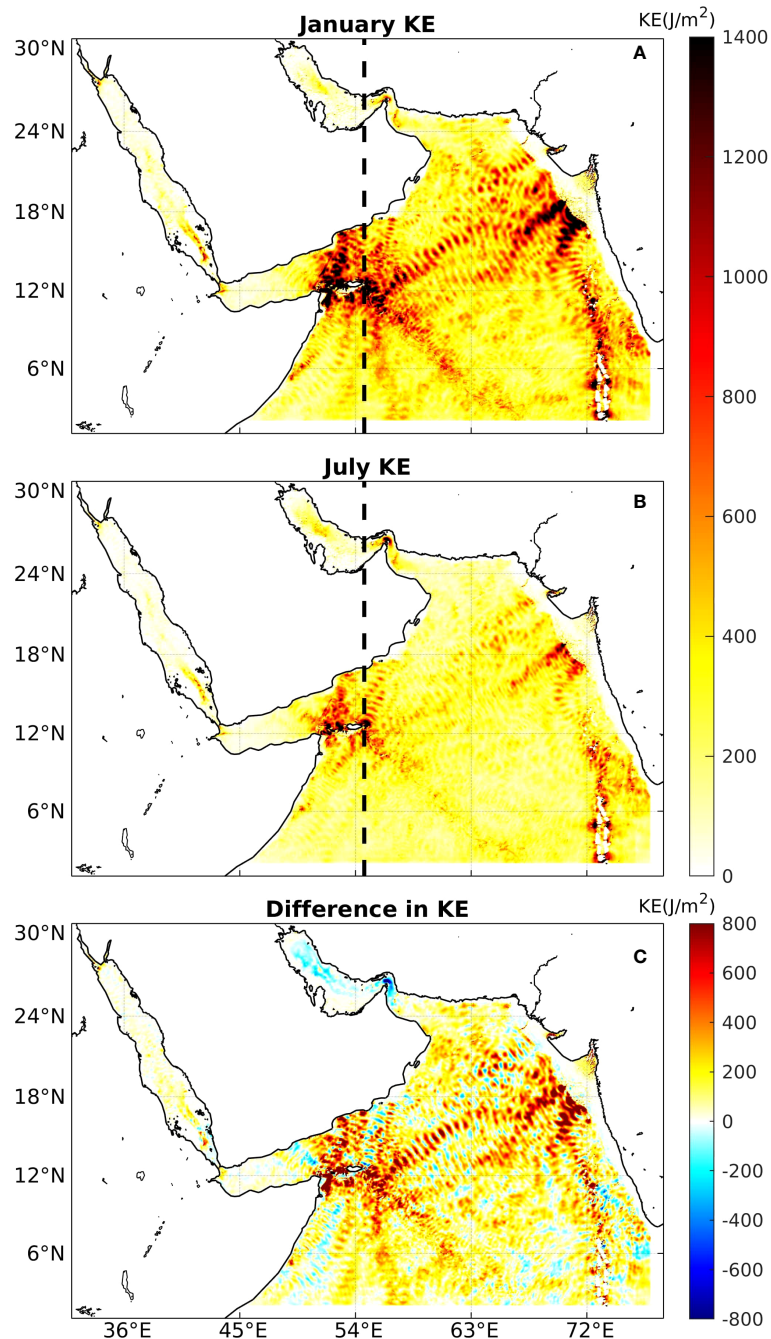 January KE
KE(J/m²)
A
30°N
24°N
18°N
12°N
6°N
1400
1200
1000
800
600
400
200
0
July KE
B
30°N
24°N
18°N
12°N
6°N
Difference in KE
KE(J/m²)
C
30°N
24°N
18°N
12°N
6°N
800
600
400
200
0
-200
-400
-600
-800
36°E
45°E
54°E
63°E
72°E